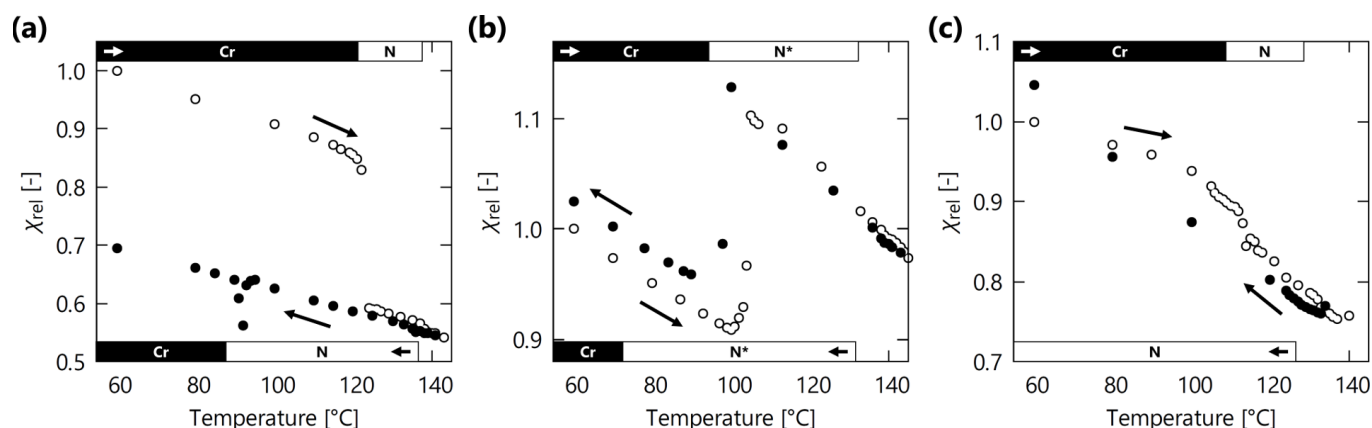 (a)
Cr N
1.0
0.9
0.8
0.7
0.6
0.5
χrel [-]
Cr N
60 80 100 120 140
Temperature [°C]
(b)
Cr N*
1.1
1.0
0.9
χrel [-]
Cr N*
60 80 100 120 140
Temperature [°C]
(c)
Cr N
1.1
1.0
0.9
0.8
0.7
χrel [-]
N
60 80 100 120 140
Temperature [°C]